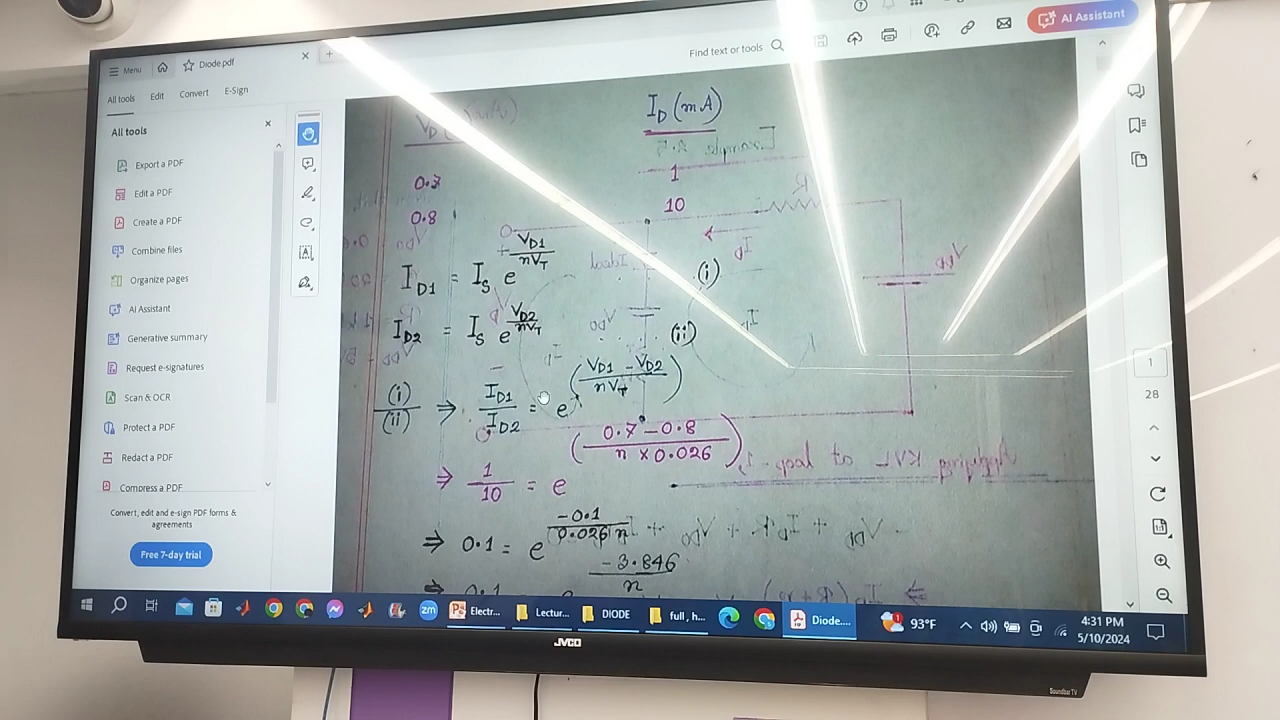 Menu
Diode.pdf
Find text or tools
AI Assistant
All tools
Edit
Convert
E-Sign
All tools
Export a PDF
Edit a PDF
Create a PDF
Combine files
Organize pages
AI Assistant
Generative summary
Request e-signatures
Scan & OCR
Protect a PDF
Redact a PDF
Compress a PDF
Convert, edit and e-sign PDF forms &
agreements
Free 7-day trial
I_D (mA)
0.7 1
0.8 10
I_D1 = I_S e^(V_D1/nV_T) (i)
I_D2 = I_S e^(V_D2/nV_T) (ii)
(i)/(ii) ⇒ I_D1/I_D2 = e^((V_D1 - V_D2)/nV_T)
⇒ 1/10 = e^((0.7-0.8)/(n×0.026))
⇒ 0.1 = e^(-0.1/0.026n)
-3.846/n
1
28
Electr...
Lectur...
DIODE
full, h...
Diode....
93°F
4:31 PM
5/10/2024
JVCO
Soundbar TV